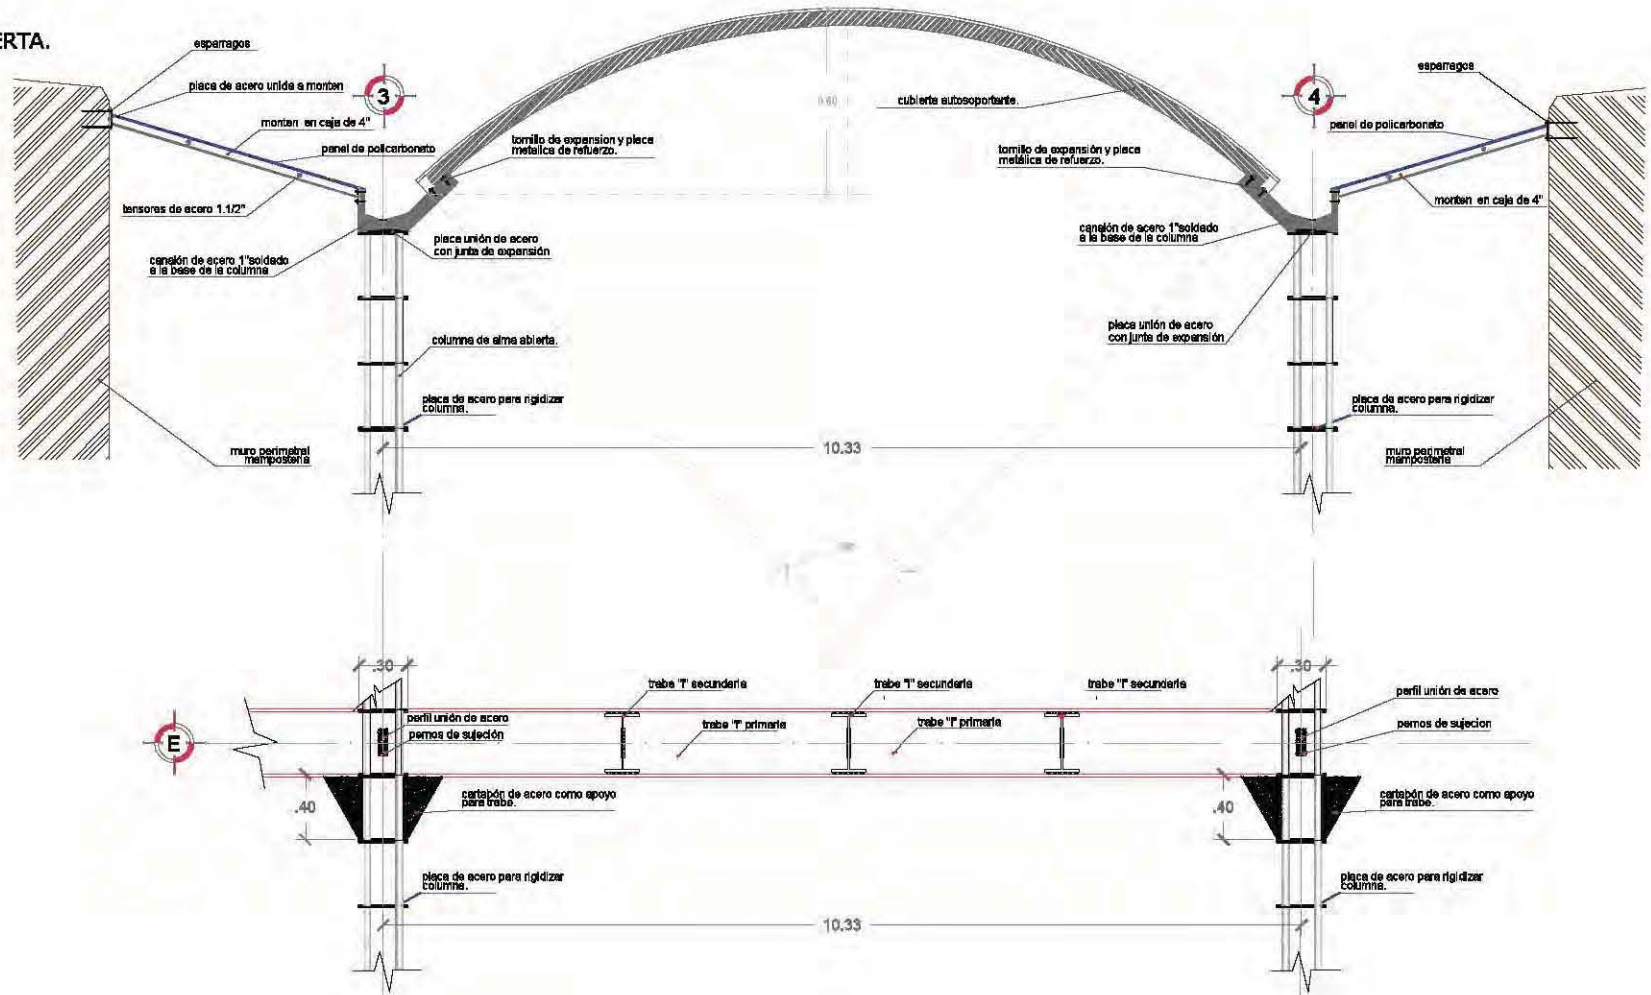 ERTA.
esparragos
placa de acero unida a monten
3
monten en caja de 4"
panel de policarbonato
tensores de acero 1.1/2"
canalón de acero 1"soldado
a la base de la columna
tornillo de expansion y placa
metalica de refuerzo.
placa unión de acero
con junta de expansión
columna de alma abierta.
placa de acero para rigidizar
columna.
muro perimetral
mamposteria
cubierta autosoportante.
tornillo de expansión y placa
metálica de refuerzo.
canalón de acero 1"soldado
a la base de la columna
placa unión de acero
con junta de expansión
4
esparragos
panel de policarbonato
monten en caja de 4"
placa de acero para rigidizar
columna.
muro perimetral
mamposteria
10.33
.30
.30
trabe "I" secundaria
trabe "I" secundaria
trabe "I" secundaria
perfil unión de acero
pernos de sujeción
trabe "I" primaria
trabe "I" primaria
perfil unión de acero
pernos de sujecion
E
.40
cartabón de acero como apoyo
para trabe.
.40
cartabón de acero como apoyo
para trabe.
placa de acero para rigidizar
columna.
placa de acero para rigidizar
columna.
10.33